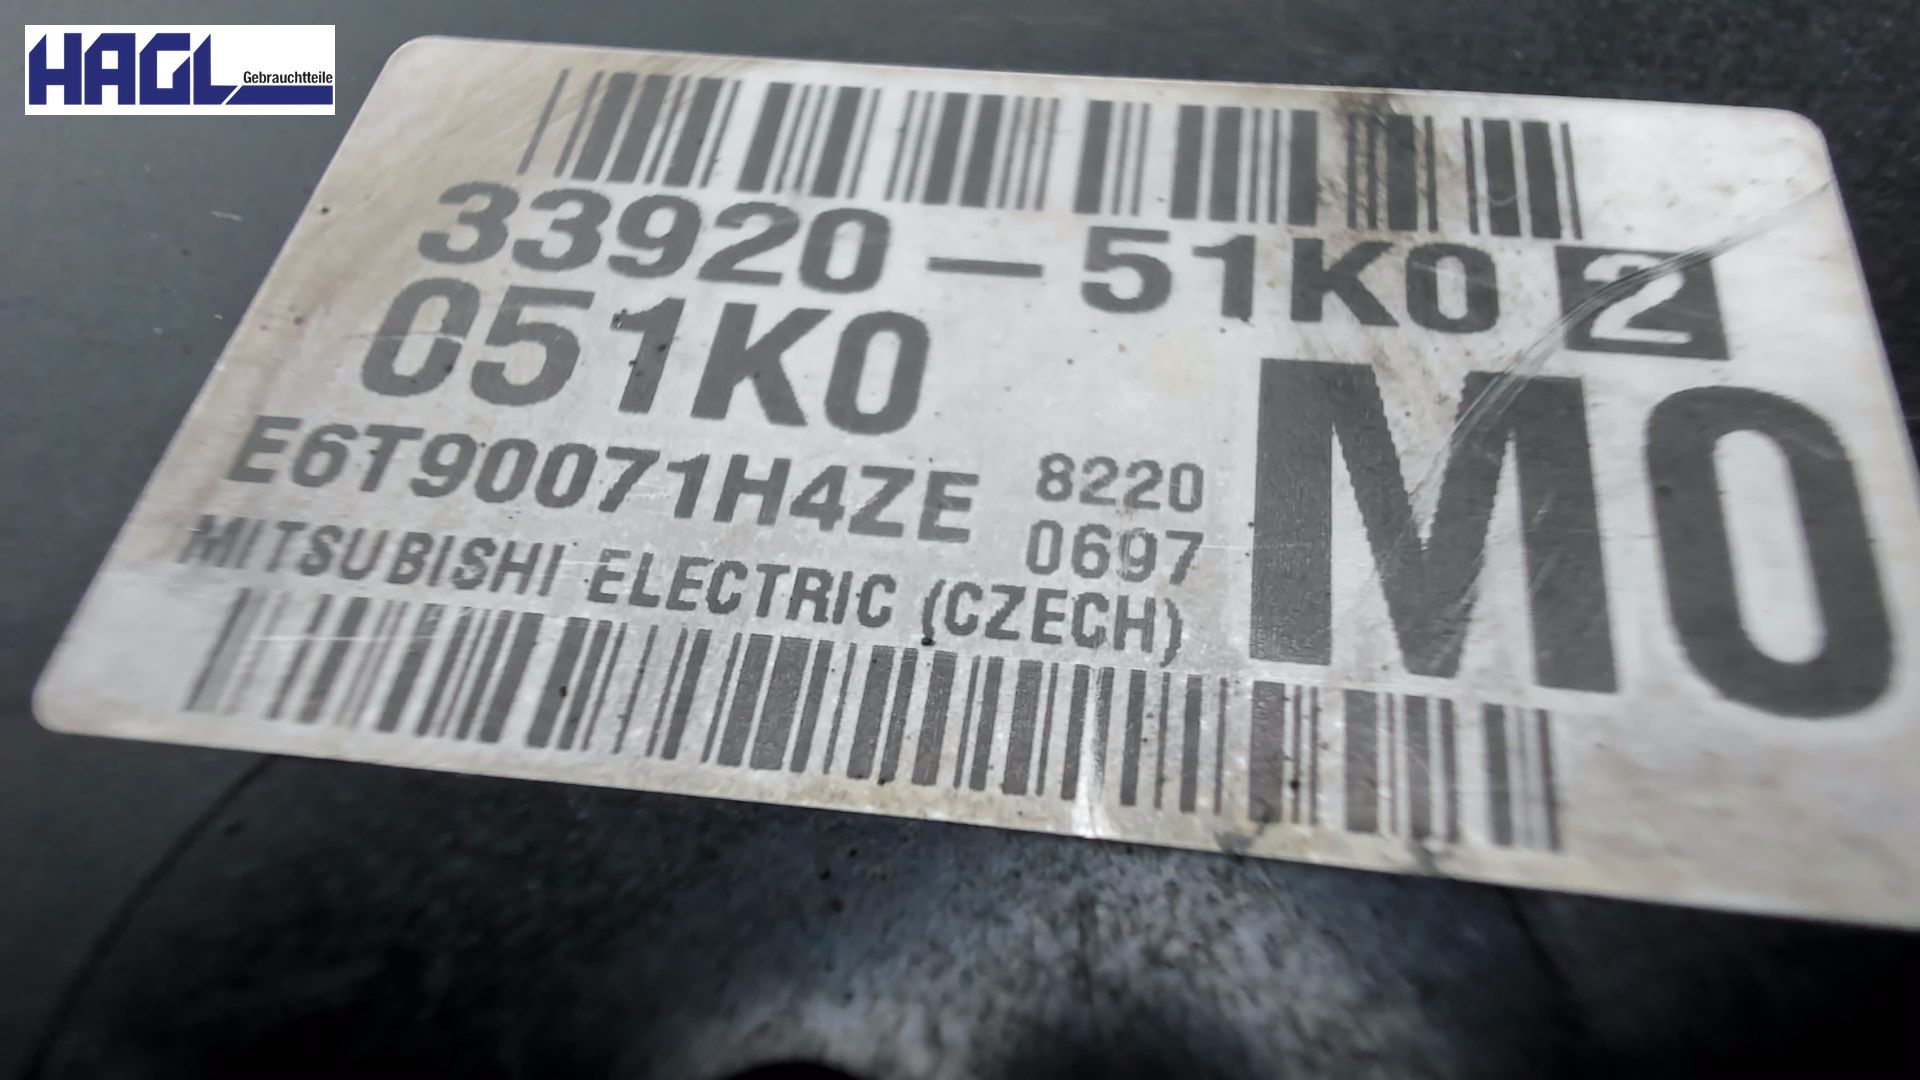 HAGL Gebrauchtteile
33920-51K0 2
051K0
M0
E6T90071H4ZE 8220
0697
MITSUBISHI ELECTRIC (CZECH)